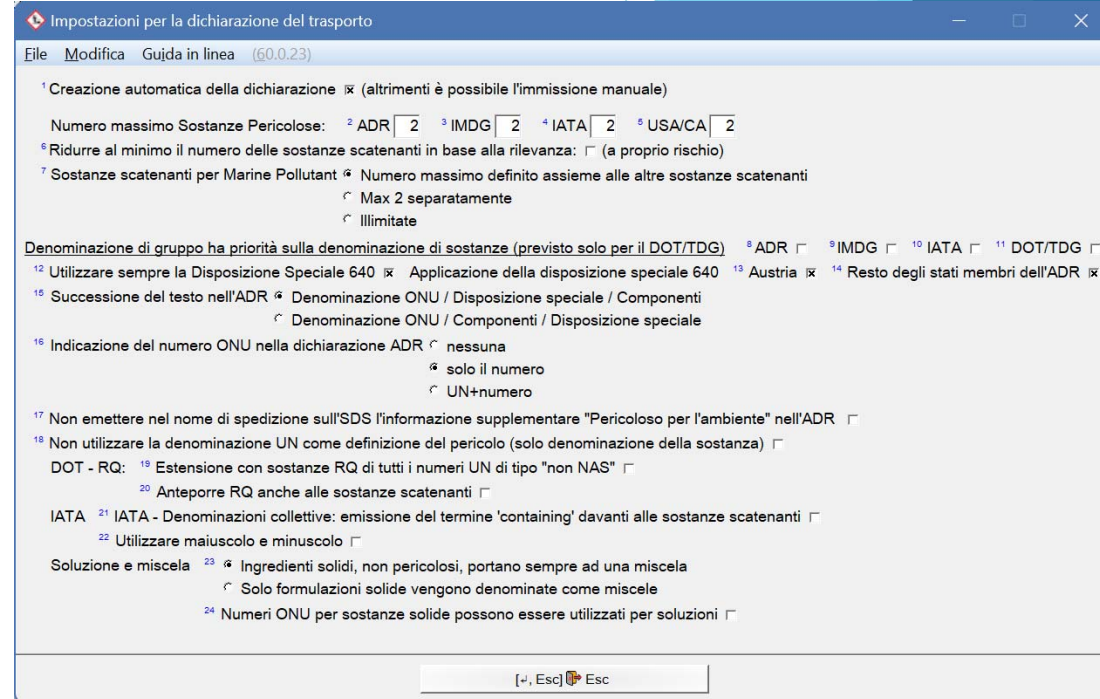 Impostazioni per la dichiarazione del trasporto
File Modifica Guida in linea (60.0.23)
1 Creazione automatica della dichiarazione (altrimenti è possibile l'immissione manuale)
Numero massimo Sostanze Pericolose: 2 ADR 2 3 IMDG 2 4 IATA 2 5 USA/CA 2
6 Ridurre al minimo il numero delle sostanze scatenanti in base alla rilevanza: (a proprio rischio)
7 Sostanze scatenanti per Marine Pollutant Numero massimo definito assieme alle altre sostanze scatenanti
Max 2 separatamente
Illimitate
Denominazione di gruppo ha priorità sulla denominazione di sostanze (previsto solo per il DOT/TDG) 8 ADR 9 IMDG 10 IATA 11 DOT/TDG
12 Utilizzare sempre la Disposizione Speciale 640 Applicazione della disposizione speciale 640 13 Austria 14 Resto degli stati membri dell'ADR
15 Successione del testo nell'ADR Denominazione ONU / Disposizione speciale / Componenti
Denominazione ONU / Componenti / Disposizione speciale
16 Indicazione del numero ONU nella dichiarazione ADR nessuna
solo il numero
UN+numero
17 Non emettere nel nome di spedizione sull'SDS l'informazione supplementare "Pericoloso per l'ambiente" nell'ADR
18 Non utilizzare la denominazione UN come definizione del pericolo (solo denominazione della sostanza)
DOT - RQ: 19 Estensione con sostanze RQ di tutti i numeri UN di tipo "non NAS"
20 Anteporre RQ anche alle sostanze scatenanti
IATA 21 IATA - Denominazioni collettive: emissione del termine 'containing' davanti alle sostanze scatenanti
22 Utilizzare maiuscolo e minuscolo
Soluzione e miscela 23 Ingredienti solidi, non pericolosi, portano sempre ad una miscela
Solo formulazioni solide vengono denominate come miscele
24 Numeri ONU per sostanze solide possono essere utilizzati per soluzioni
[↵, Esc] Esc